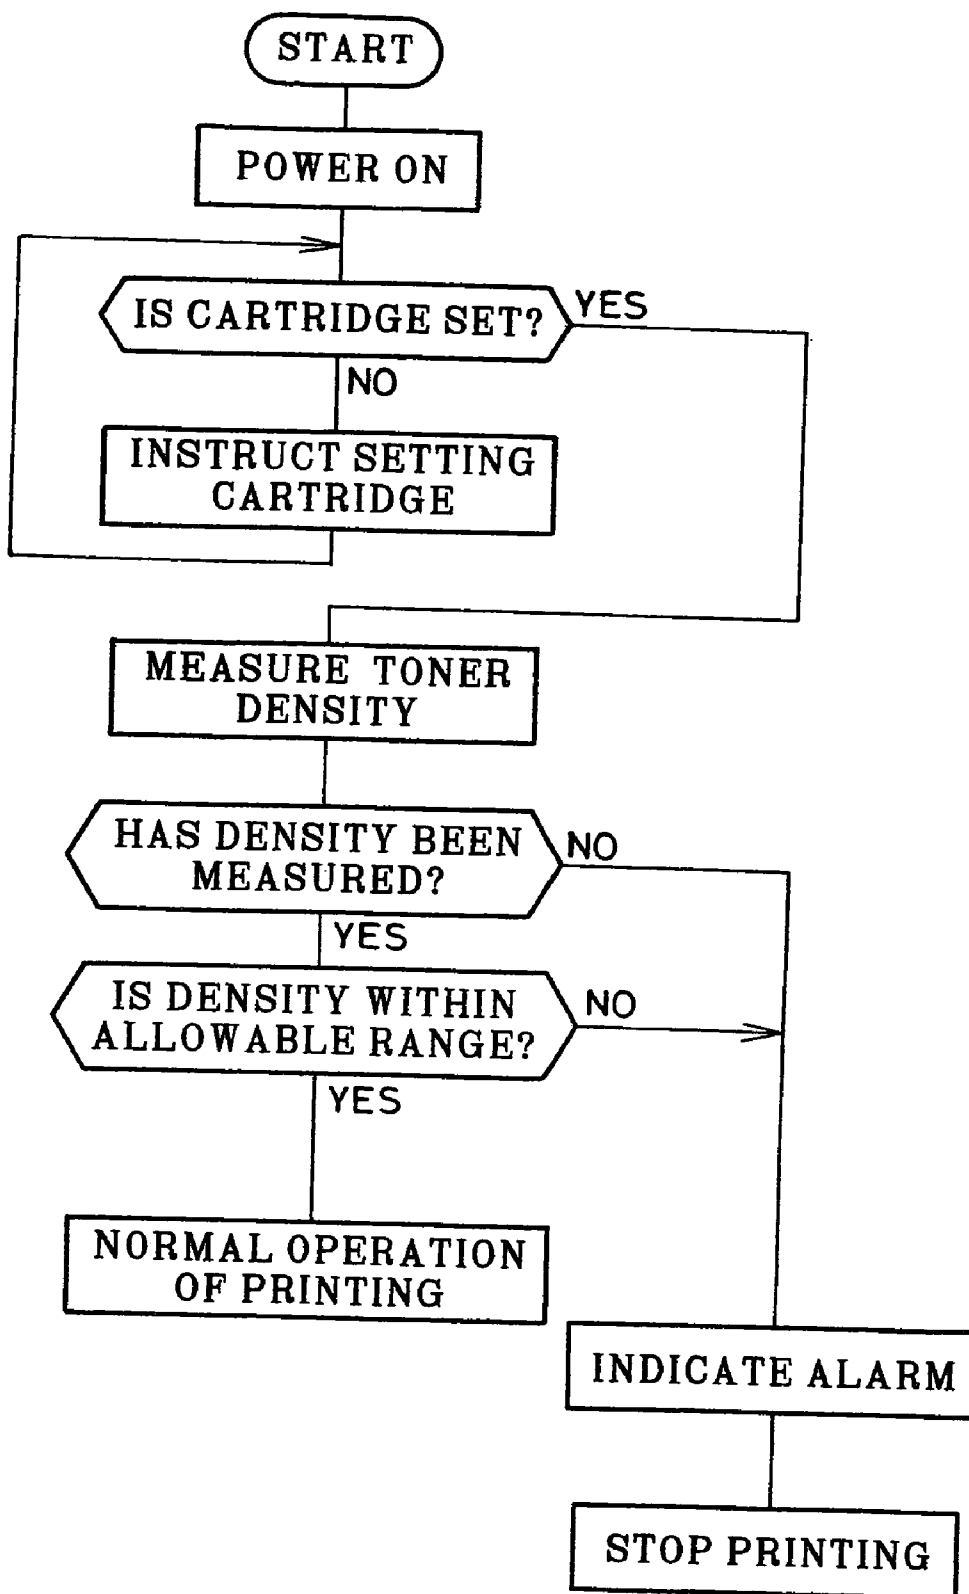 START
POWER ON
IS CARTRIDGE SET?
YES
NO
INSTRUCT SETTING
CARTRIDGE
MEASURE TONER
DENSITY
HAS DENSITY BEEN
MEASURED?
NO
YES
IS DENSITY WITHIN
ALLOWABLE RANGE?
NO
YES
NORMAL OPERATION
OF PRINTING
INDICATE ALARM
STOP PRINTING